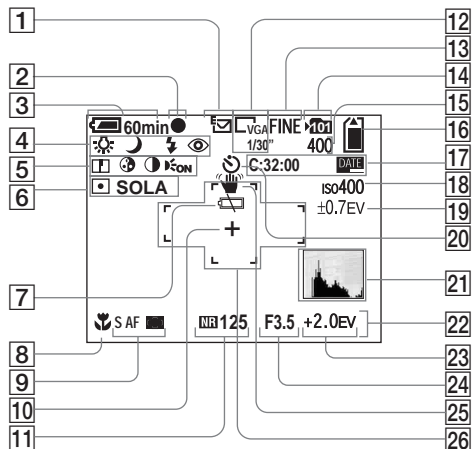 1
2
3
4
5
6
7
8
9
10
11
12
13
14
15
16
17
18
19
20
21
22
23
24
25
26
60min
E
VGA
FINE
101
1/30"
400
ON
C:32:00
DATE
SOLA
ISO400
±0.7EV
S AF
NR125
F3.5
+2.0EV